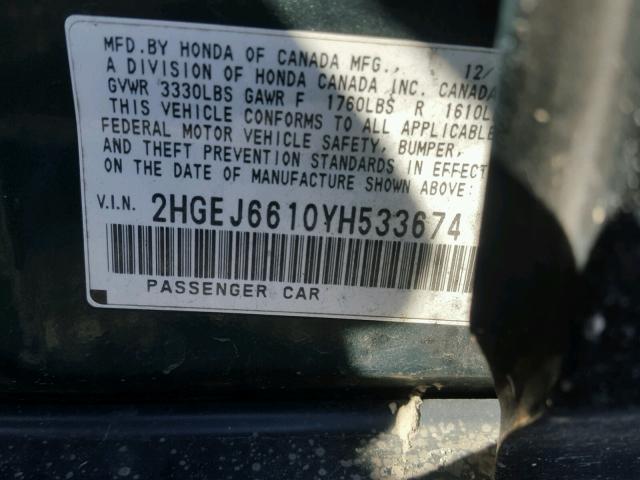 MFD.BY HONDA OF CANADA MFG., 12/
A DIVISION OF HONDA CANADA INC. CANADA
GVWR 3330LBS GAWR F 1760LBS R 1610L
THIS VEHICLE CONFORMS TO ALL APPLICABLE
FEDERAL MOTOR VEHICLE SAFETY, BUMPER,
AND THEFT PREVENTION STANDARDS IN EFFECT
ON THE DATE OF MANUFACTURE SHOWN ABOVE.
V.I.N. 2HGEJ6610YH533674
PASSENGER CAR